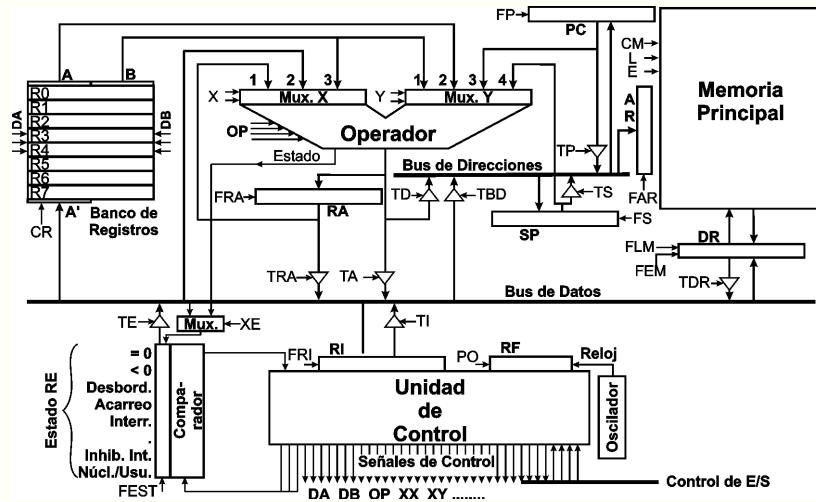 FP
PC
CM
L
E
Memoria
Principal
A
B
DA
R0
R1
R2
R3
R4
R5
R6
R7
DB
A'
CR
Banco de
Registros
1 2 3
X
Mux. X
1 2 3 4
Y
Mux. Y
OP
Operador
Estado
AR
FAR
TP
Bus de Direcciones
FRA
RA
TD
TBD
TS
SP
FS
DR
FLM
FEM
TDR
TRA
TA
Bus de Datos
TE
Mux.
XE
TI
Estado RE
= 0
< 0
Desbord.
Acarreo
Interr.
.
Inhib. Int.
Núcl./Usu.
Compa-
rador
FEST
FRI
RI
PO
RF
Reloj
Oscilador
Unidad
de
Control
Señales de Control
DA DB OP XX XY ........
Control de E/S